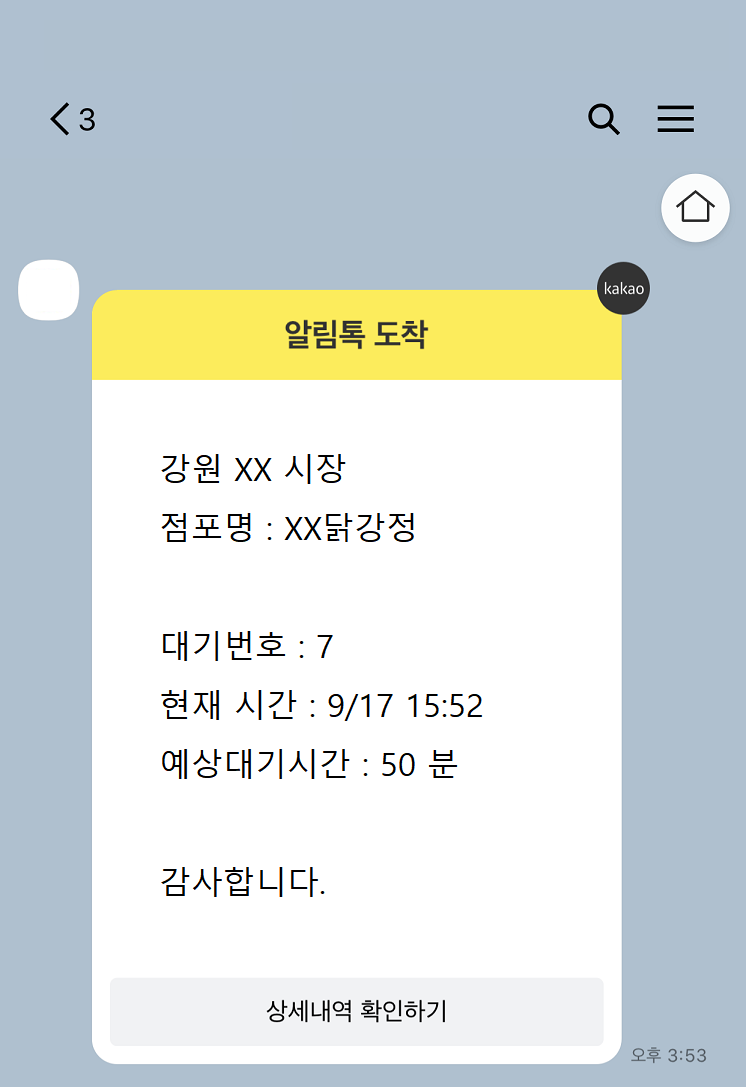 3
kakao
알림톡 도착
강원 XX 시장
점포명 : XX닭강정
대기번호 : 7
현재 시간 : 9/17 15:52
예상대기시간 : 50 분
감사합니다.
상세내역 확인하기
오후 3:53